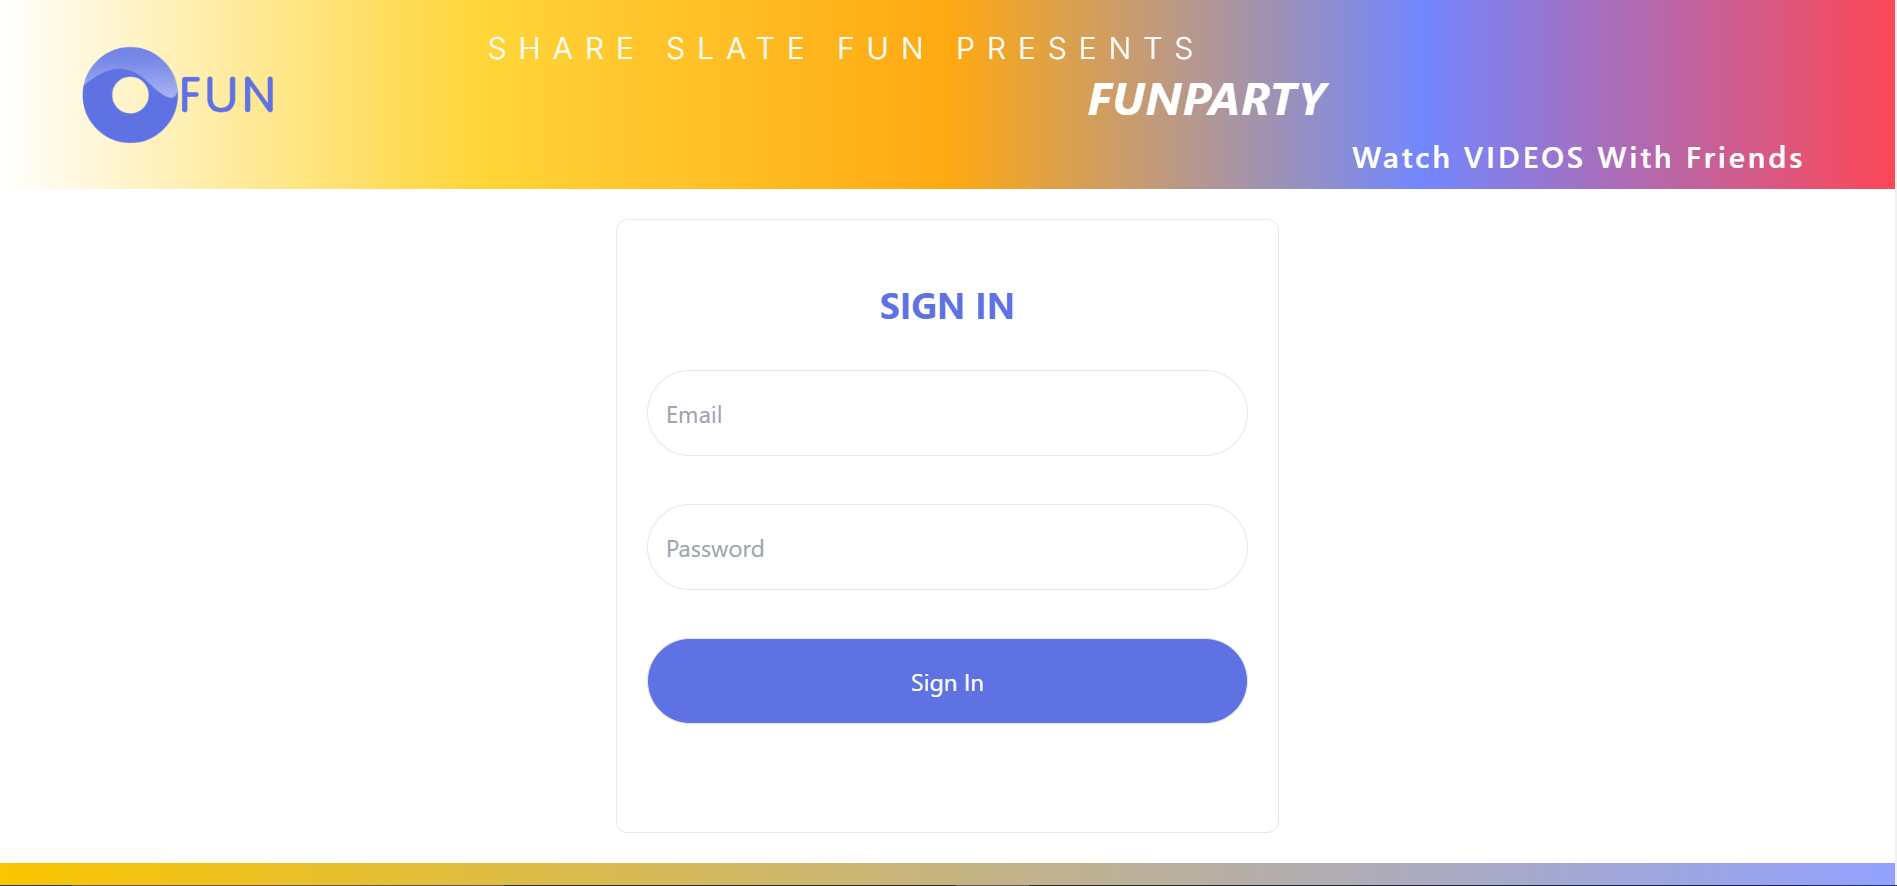 SHARE SLATE FUN PRESENTS
FUN
FUNPARTY
Watch VIDEOS With Friends
SIGN IN
Email
Password
Sign In